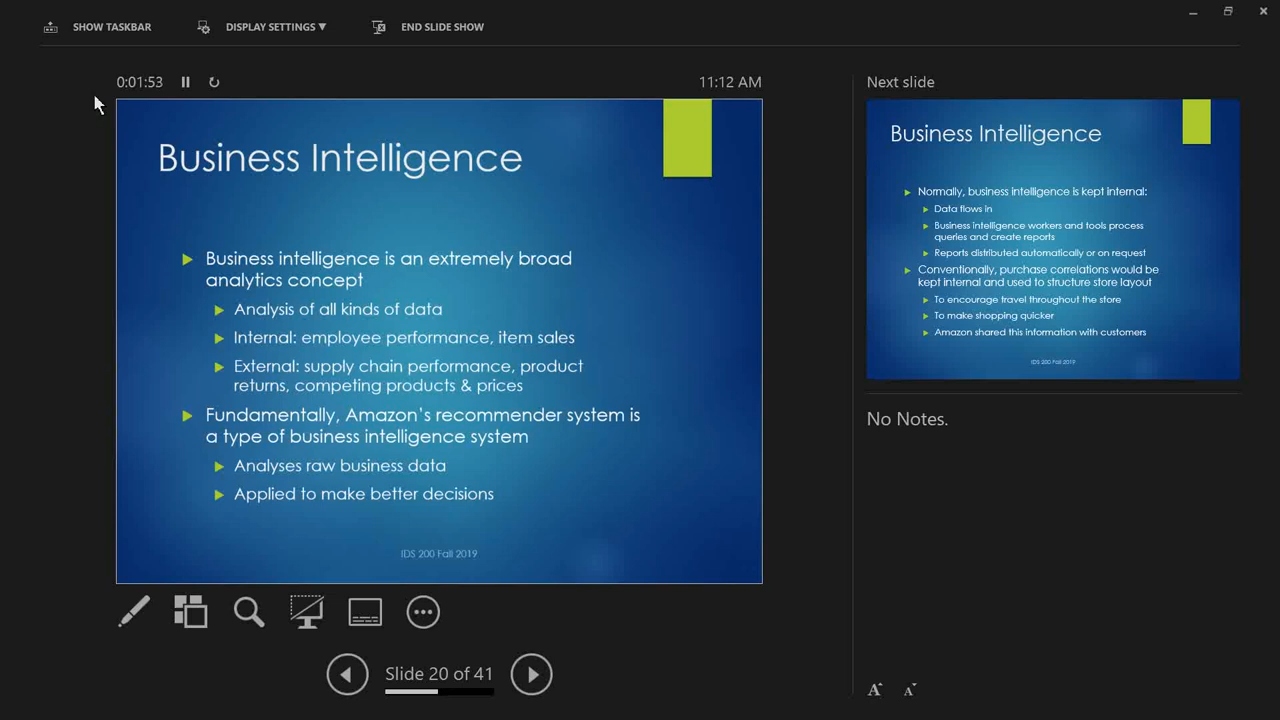 SHOW TASKBAR
DISPLAY SETTINGS ▼
END SLIDE SHOW
0:01:53
11:12 AM
Business Intelligence
Business intelligence is an extremely broad
analytics concept
Analysis of all kinds of data
Internal: employee performance, item sales
External: supply chain performance, product
returns, competing products & prices
Fundamentally, Amazon's recommender system is
a type of business intelligence system
Analyses raw business data
Applied to make better decisions
IDS 200 Fall 2019
Slide 20 of 41
Next slide
Business Intelligence
Normally, business intelligence is kept internal:
Data flows in
Business intelligence workers and tools process
queries and create reports
Reports distributed automatically or on request
Conventionally, purchase correlations would be
kept internal and used to structure store layout
To encourage travel throughout the store
To make shopping quicker
Amazon shared this information with customers
IDS 200 Fall 2019
No Notes.
A A